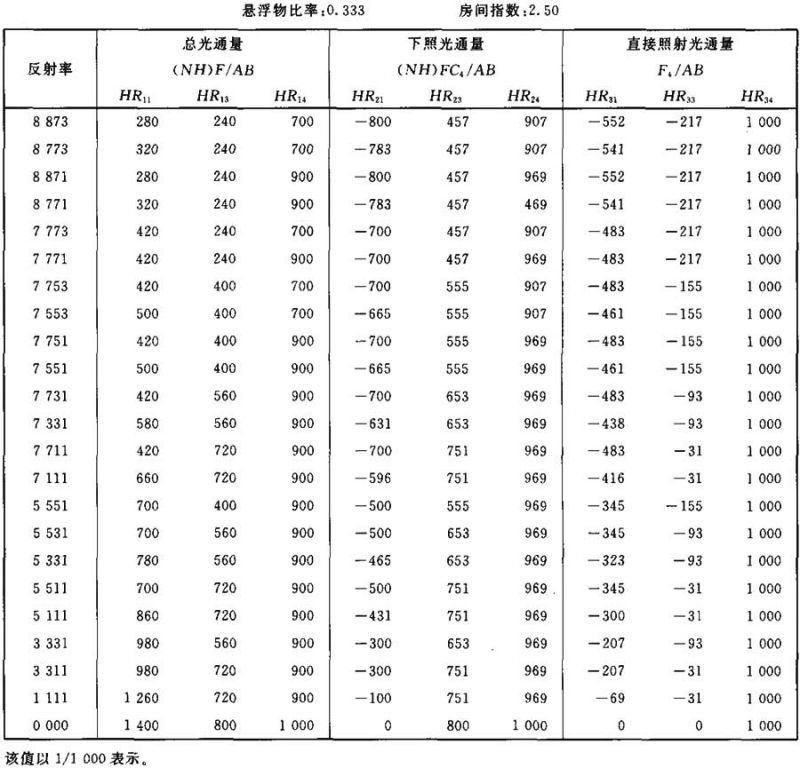 悬浮物比率:0.333 房间指数:2.50
反射率 总光通量 下照光通量 直接照射光通量
(NH)F/AB (NH)FC₄/AB F₄/AB
HR₁₁ HR₁₃ HR₁₄ HR₂₁ HR₂₃ HR₂₄ HR₃₁ HR₃₃ HR₃₄
8 873 280 240 700 −800 457 907 −552 −217 1 000
8 773 320 240 700 −783 457 907 −541 −217 1 000
8 871 280 240 900 −800 457 969 −552 −217 1 000
8 771 320 240 900 −783 457 469 −541 −217 1 000
7 773 420 240 700 −700 457 907 −483 −217 1 000
7 771 420 240 900 −700 457 969 −483 −217 1 000
7 753 420 400 700 −700 555 907 −483 −155 1 000
7 553 500 400 700 −665 555 907 −461 −155 1 000
7 751 420 400 900 −700 555 969 −483 −155 1 000
7 551 500 400 900 −665 555 969 −461 −155 1 000
7 731 420 560 900 −700 653 969 −483 −93 1 000
7 331 580 560 900 −631 653 969 −438 −93 1 000
7 711 420 720 900 −700 751 969 −483 −31 1 000
7 111 660 720 900 −596 751 969 −416 −31 1 000
5 551 700 400 900 −500 555 969 −345 −155 1 000
5 531 700 560 900 −500 653 969 −345 −93 1 000
5 331 780 560 900 −465 653 969 −323 −93 1 000
5 511 700 720 900 −500 751 969 −345 −31 1 000
5 111 860 720 900 −431 751 969 −300 −31 1 000
3 331 980 560 900 −300 653 969 −207 −93 1 000
3 311 980 720 900 −300 751 969 −207 −31 1 000
1 111 1 260 720 900 −100 751 969 −69 −31 1 000
0 000 1 400 800 1 000 0 800 1 000 0 0 1 000
该值以 1/1 000 表示。